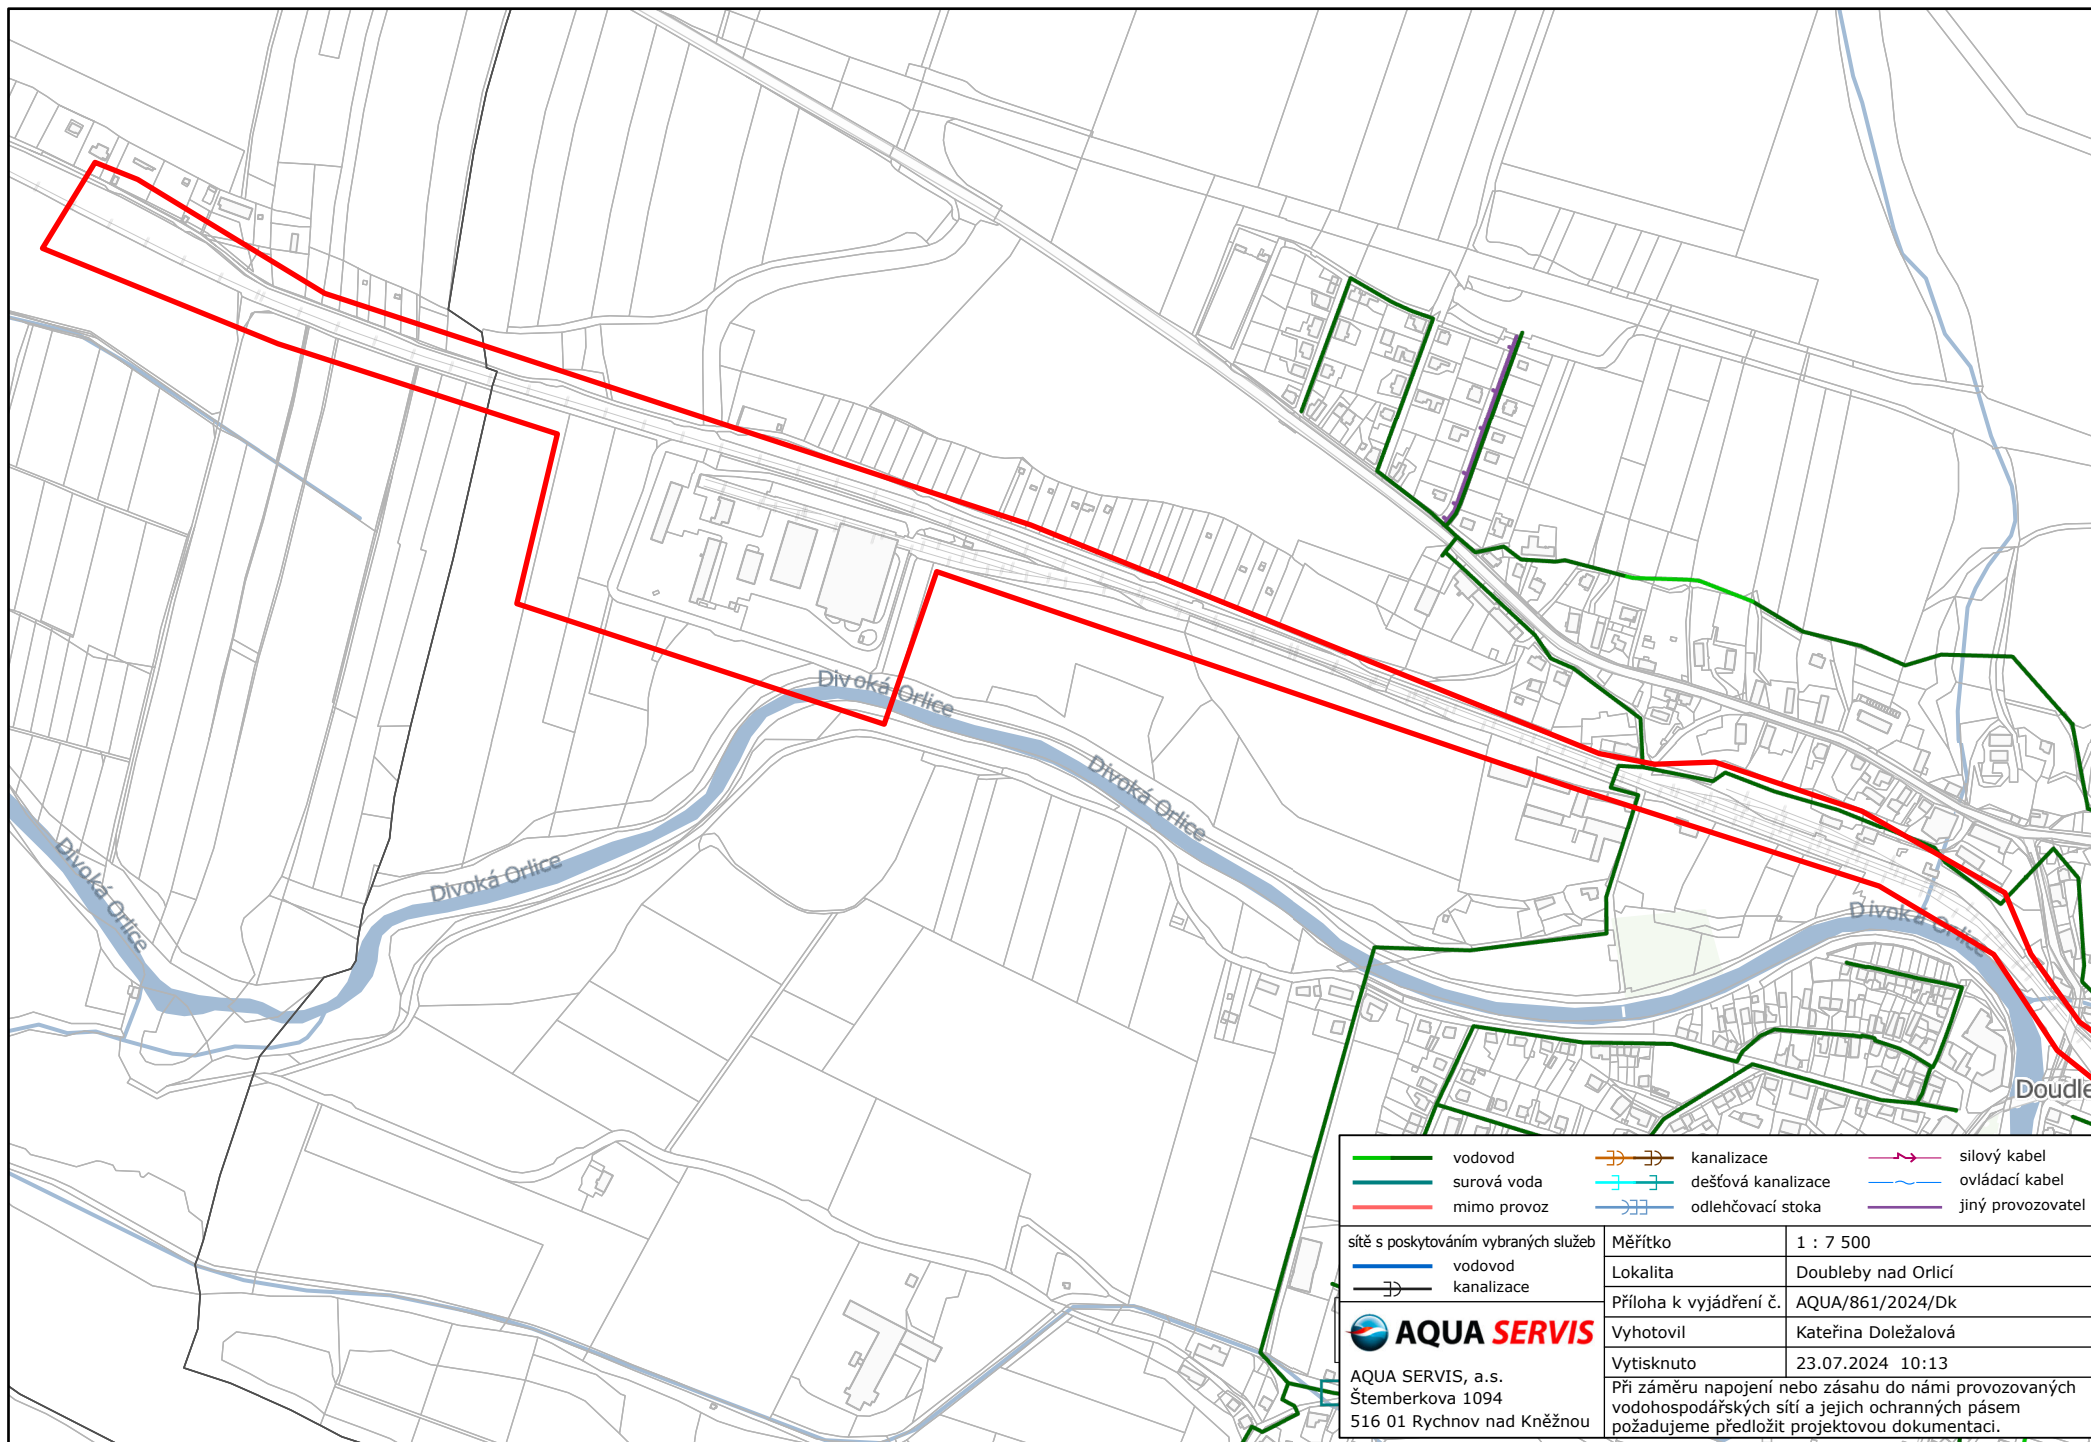 Divoká Orlice
Divoká Orlice
Divoká Orlice
Divoká Orlice
Divoká Orlice
Doudle
vodovod
surová voda
mimo provoz
kanalizace
dešťová kanalizace
odlehčovací stoka
silový kabel
ovládací kabel
jiný provozovatel
sítě s poskytováním vybraných služeb
vodovod
kanalizace
AQUA SERVIS
AQUA SERVIS, a.s.
Štemberkova 1094
516 01 Rychnov nad Kněžnou
Měřítko 1 : 7 500
Lokalita Doubleby nad Orlicí
Příloha k vyjádření č. AQUA/861/2024/Dk
Vyhotovil Kateřina Doležalová
Vytisknuto 23.07.2024 10:13
Při záměru napojení nebo zásahu do námi provozovaných
vodohospodářských sítí a jejich ochranných pásem
požadujeme předložit projektovou dokumentaci.